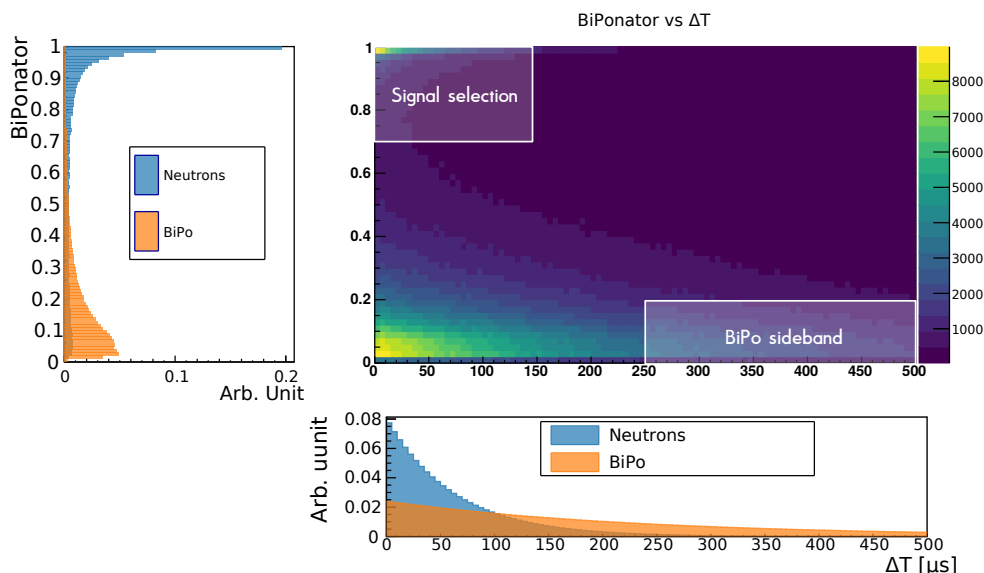 BiPonator vs ΔT
BiPonator
1
0.9
0.8
0.7
0.6
0.5
0.4
0.3
0.2
0.1
0
0 0.1 0.2
Arb. Unit
Neutrons
BiPo
1
0.8
0.6
0.4
0.2
0
Signal selection
BiPo sideband
0 50 100 150 200 250 300 350 400 450 500
8000
7000
6000
5000
4000
3000
2000
1000
Arb. uunit
0.08
0.06
0.04
0.02
0
Neutrons
BiPo
0 50 100 150 200 250 300 350 400 450 500
ΔT [μs]